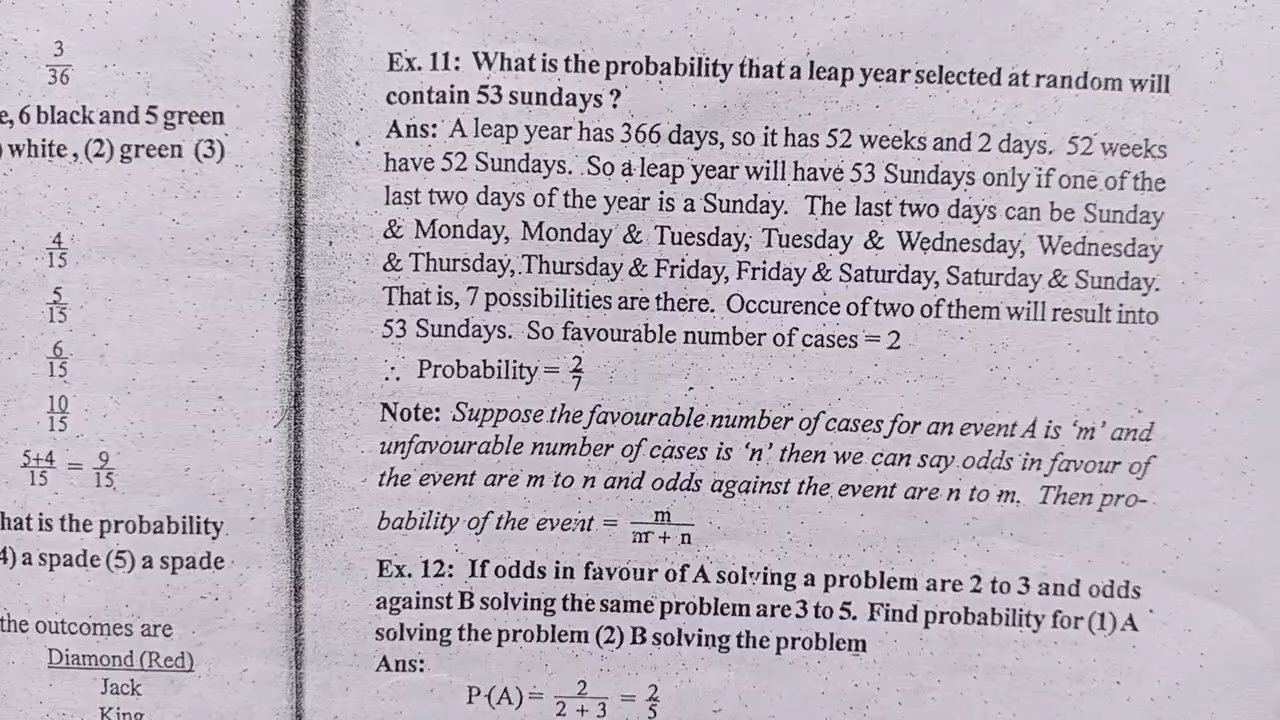 3/36
e, 6 black and 5 green
white, (2) green (3)
4/15
5/15
6/15
10/15
5+4/15 = 9/15
hat is the probability
4) a spade (5) a spade
the outcomes are
Diamond (Red)
Jack
King
Ex. 11: What is the probability that a leap year selected at random will
contain 53 sundays ?
Ans: A leap year has 366 days, so it has 52 weeks and 2 days. 52 weeks
have 52 Sundays. So a leap year will have 53 Sundays only if one of the
last two days of the year is a Sunday. The last two days can be Sunday
& Monday, Monday & Tuesday, Tuesday & Wednesday, Wednesday
& Thursday, Thursday & Friday, Friday & Saturday, Saturday & Sunday.
That is, 7 possibilities are there. Occurence of two of them will result into
53 Sundays. So favourable number of cases = 2
∴ Probability = 2/7
Note: Suppose the favourable number of cases for an event A is ‘m’ and
unfavourable number of cases is ‘n’ then we can say odds in favour of
the event are m to n and odds against the event are n to m. Then pro-
bability of the event = m/m + n
Ex. 12: If odds in favour of A solving a problem are 2 to 3 and odds
against B solving the same problem are 3 to 5. Find probability for (1) A
solving the problem (2) B solving the problem
Ans:
P(A) = 2/2 + 3 = 2/5